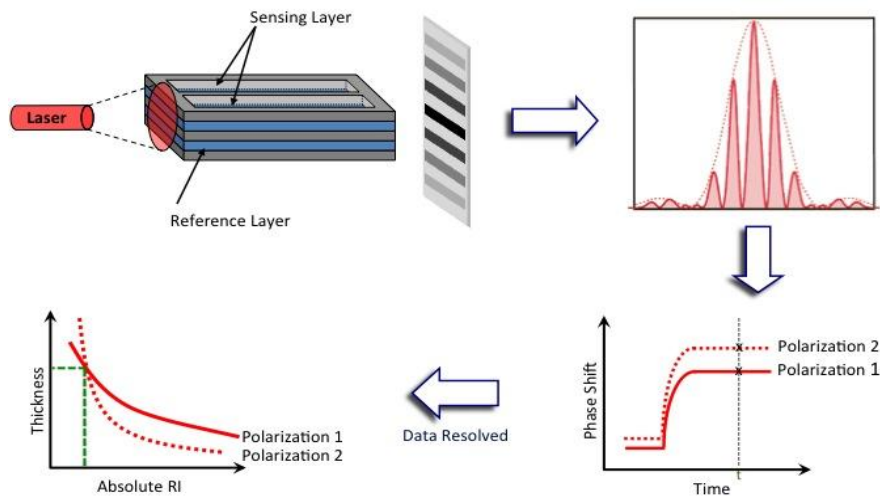 Sensing Layer
Laser
Reference Layer
Phase Shift
Polarization 2
Polarization 1
t
Time
Data Resolved
Thickness
Polarization 1
Polarization 2
Absolute RI